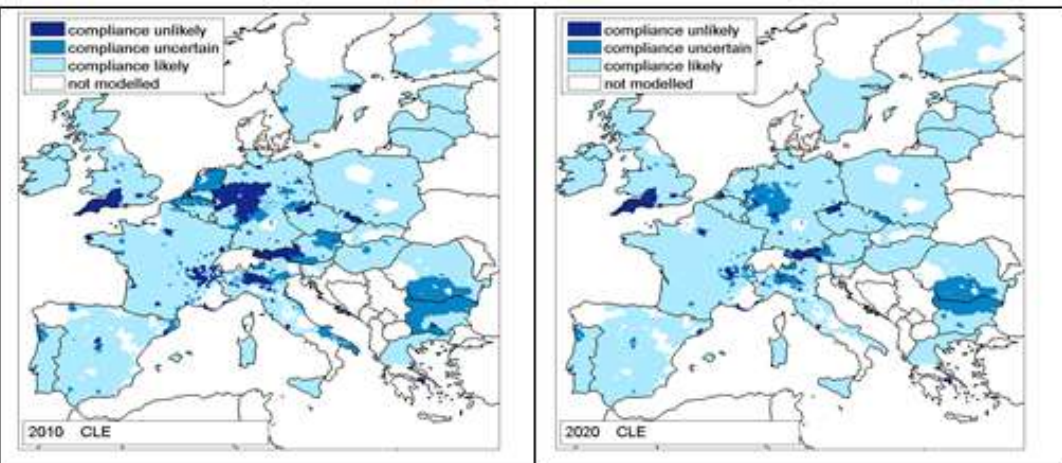 compliance unlikely
compliance uncertain
compliance likely
not modelled
2010 CLE
compliance unlikely
compliance uncertain
compliance likely
not modelled
2020 CLE